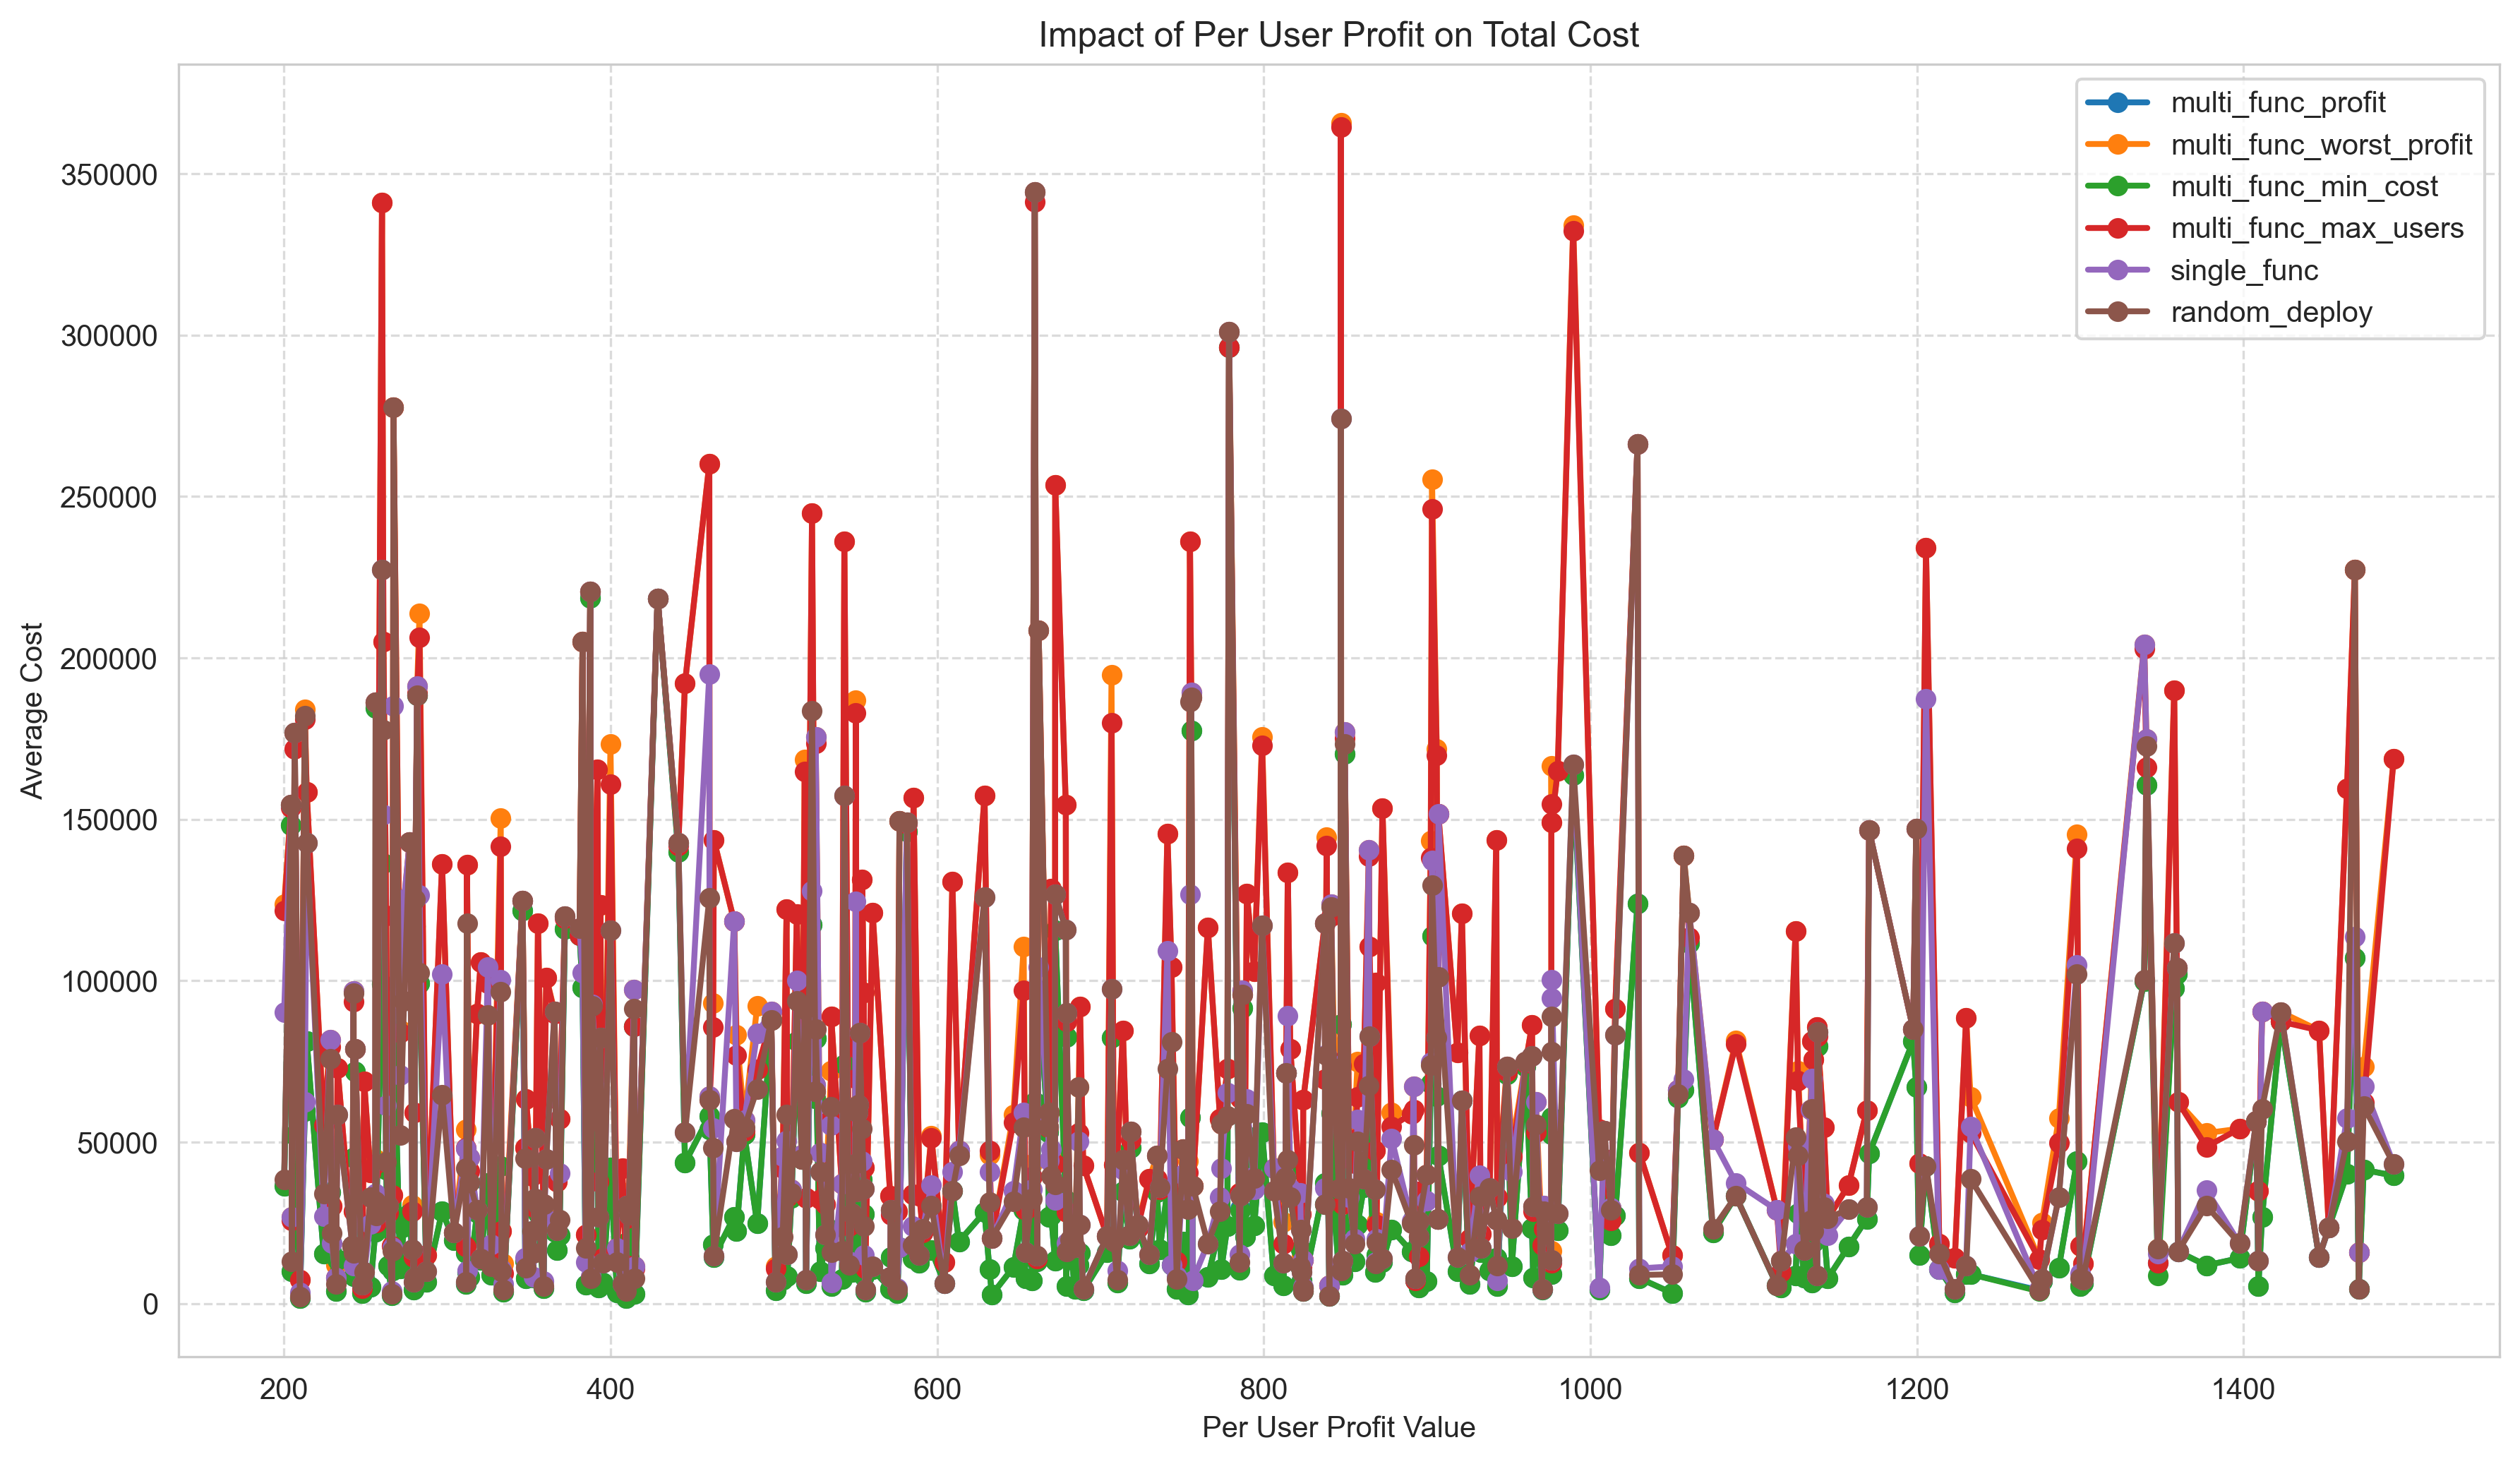 Impact of Per User Profit on Total Cost
multi_func_profit
multi_func_worst_profit
multi_func_min_cost
multi_func_max_users
single_func
random_deploy
Average Cost
350000
300000
250000
200000
150000
100000
50000
0
200 400 600 800 1000 1200 1400
Per User Profit Value